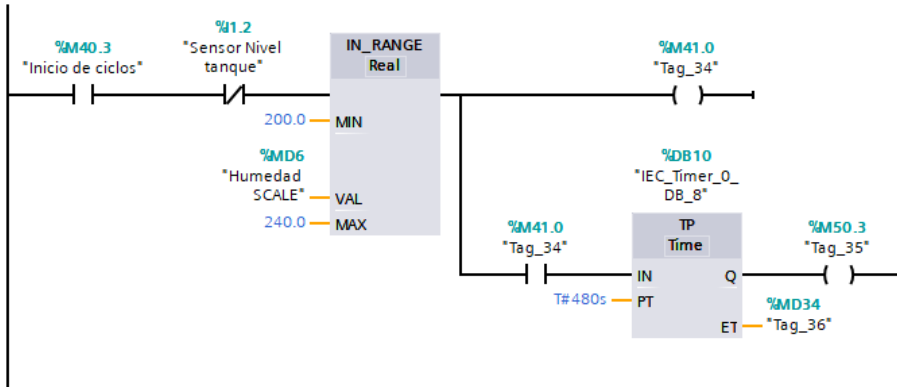 %M40.3
"Inicio de ciclos"
%I1.2
"Sensor Nivel
tanque"
IN_RANGE
Real
200.0
MIN
%MD6
"Humedad
SCALE"
VAL
240.0
MAX
%M41.0
"Tag_34"
( )
%M41.0
"Tag_34"
%DB10
"IEC_Timer_0_
DB_8"
TP
Time
IN
Q
T#480s
PT
ET
%MD34
"Tag_36"
%M50.3
"Tag_35"
( )